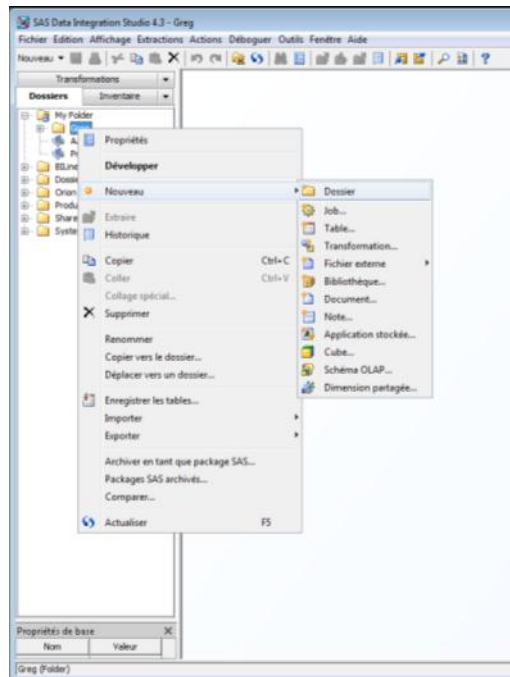 SAS Data Integration Studio 4.3 - Greg
Fichier Edition Affichage Extractions Actions Déboguer Outils Fenêtre Aide
Nouveau
Transformations
Dossiers Inventaire
My Folder
Propriétés
Développer
Nouveau
Extraire
Historique
Copier Ctrl+C
Coller Ctrl+V
Collage spécial...
Supprimer
Renommer
Copier vers le dossier...
Déplacer vers un dossier...
Enregistrer les tables...
Importer
Exporter
Archiver en tant que package SAS...
Packages SAS archivés...
Comparer...
Actualiser F5
Dossier
Job...
Table...
Transformation...
Fichier externe
Bibliothèque...
Document...
Note...
Application stockée...
Cube...
Schéma OLAP...
Dimension partagée...
Propriétés de base
Nom Valeur
Greg (Folder)